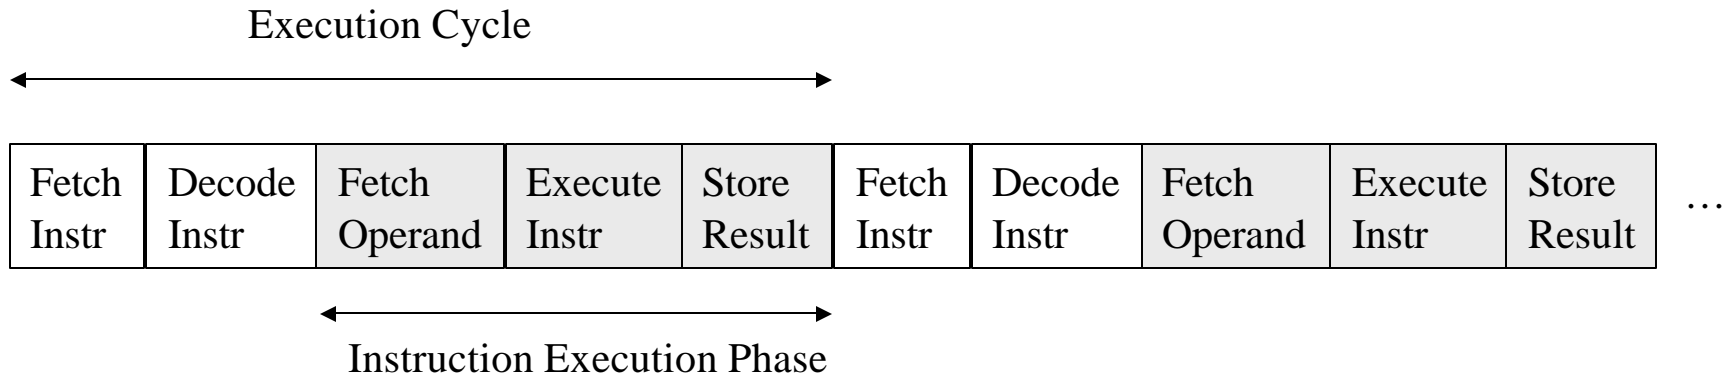 Execution Cycle
Fetch Decode Fetch Execute Store Fetch Decode Fetch Execute Store
Instr Instr Operand Instr Result Instr Instr Operand Instr Result
…
Instruction Execution Phase